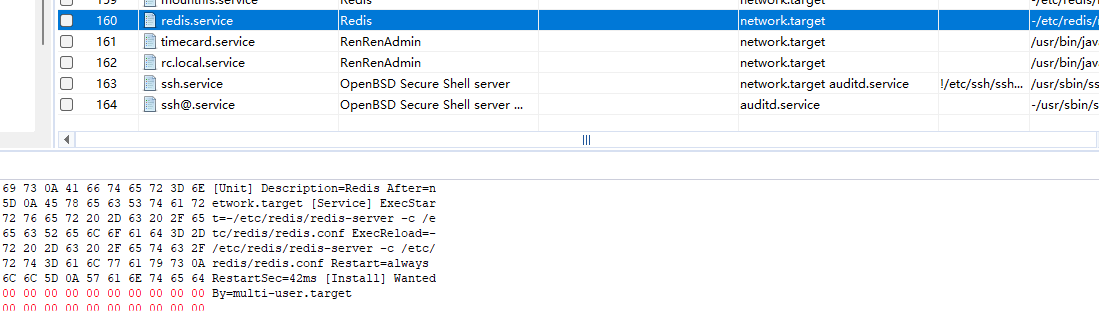 159 mountnfs.service Redis network.target -/etc/redis
160 redis.service Redis network.target -/etc/redis/r
161 timecard.service RenRenAdmin network.target /usr/bin/java
162 rc.local.service RenRenAdmin network.target /usr/bin/java
163 ssh.service OpenBSD Secure Shell server network.target auditd.service !/etc/ssh/ssh... /usr/sbin/ss
164 ssh@.service OpenBSD Secure Shell server ... auditd.service -/usr/sbin/s
69 73 0A 41 66 74 65 72 3D 6E [Unit] Description=Redis After=n
5D 0A 45 78 65 63 53 74 61 72 etwork.target [Service] ExecStar
72 76 65 72 20 2D 63 20 2F 65 t=-/etc/redis/redis-server -c /e
65 63 52 65 6C 6F 61 64 3D 2D tc/redis/redis.conf ExecReload=-
72 20 2D 63 20 2F 65 74 63 2F /etc/redis/redis-server -c /etc/
72 74 3D 61 6C 77 61 79 73 0A redis/redis.conf Restart=always
6C 6C 5D 0A 57 61 6E 74 65 64 RestartSec=42ms [Install] Wanted
00 00 00 00 00 00 00 00 00 00 By=multi-user.target
00 00 00 00 00 00 00 00 00 00